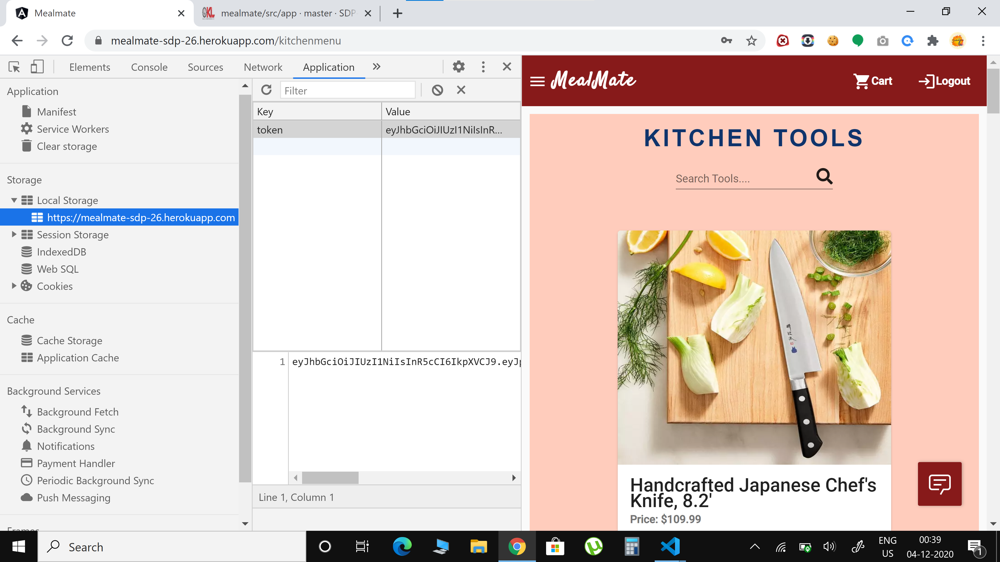 Mealmate
mealmate/src/app · master · SDP
mealmate-sdp-26.herokuapp.com/kitchenmenu
Elements Console Sources Network Application
Application
Manifest
Service Workers
Clear storage
Storage
Local Storage
https://mealmate-sdp-26.herokuapp.com
Session Storage
IndexedDB
Web SQL
Cookies
Cache
Cache Storage
Application Cache
Background Services
Background Fetch
Background Sync
Notifications
Payment Handler
Periodic Background Sync
Push Messaging
Frames
Filter
Key Value
token eyJhbGciOiJIUzI1NiIsInR...
1 eyJhbGciOiJIUzI1NiIsInR5cCI6IkpXVCJ9.eyJp
Line 1, Column 1
MealMate
Cart
Logout
KITCHEN TOOLS
Search Tools....
Handcrafted Japanese Chef's
Knife, 8.2'
Price: $109.99
Search
ENG
US
00:39
04-12-2020
1